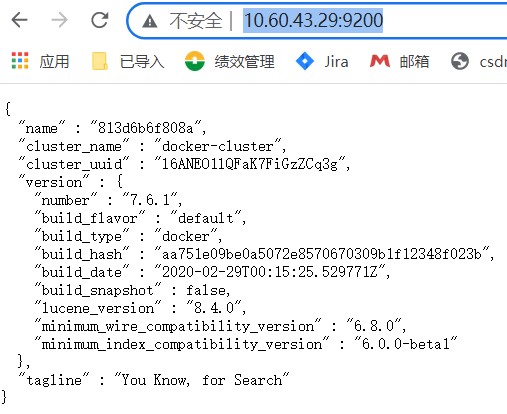 不安全 | 10.60.43.29:9200
应用 已导入 绩效管理 Jira 邮箱 csdr
{
"name" : "813d6b6f808a",
"cluster_name" : "docker-cluster",
"cluster_uuid" : "16ANEO11QFaK7FiGzZCq3g",
"version" : {
"number" : "7.6.1",
"build_flavor" : "default",
"build_type" : "docker",
"build_hash" : "aa751e09be0a5072e8570670309b1f12348f023b",
"build_date" : "2020-02-29T00:15:25.529771Z",
"build_snapshot" : false,
"lucene_version" : "8.4.0",
"minimum_wire_compatibility_version" : "6.8.0",
"minimum_index_compatibility_version" : "6.0.0-beta1"
},
"tagline" : "You Know, for Search"
}